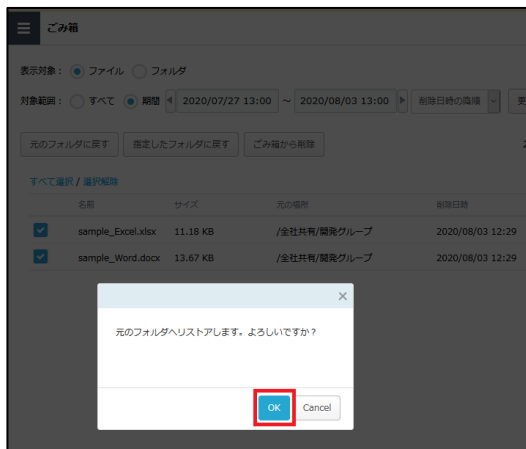 ごみ箱
表示対象： ファイル フォルダ
対象範囲： すべて 期間 2020/07/27 13:00 ～ 2020/08/03 13:00 削除日時の降順
元のフォルダに戻す 指定したフォルダに戻す ごみ箱から削除
すべて選択 / 選択解除
名前 サイズ 元の場所 削除日時
sample_Excel.xlsx 11.18 KB /全社共有/開発グループ 2020/08/03 12:29
sample_Word.docx 13.67 KB /全社共有/開発グループ 2020/08/03 12:29
元のフォルダへリストアします。よろしいですか？
OK Cancel